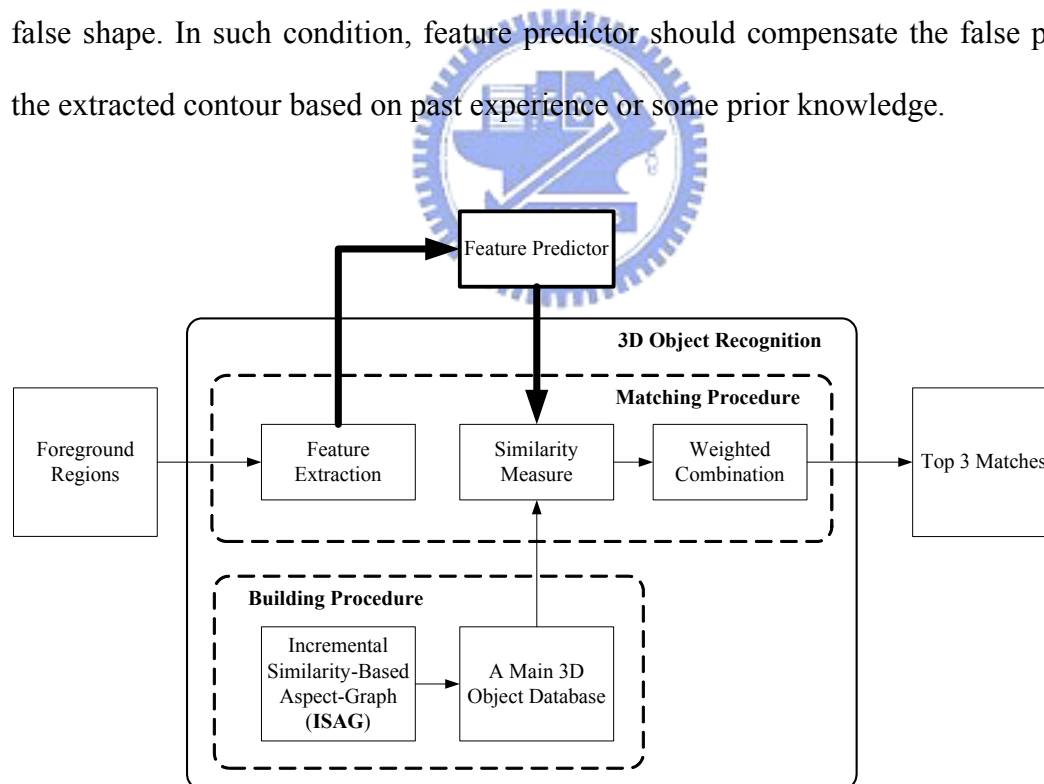 false shape. In such condition, feature predictor should compensate the false p
the extracted contour based on past experience or some prior knowledge.
Feature Predictor
3D Object Recognition
Matching Procedure
Foreground
Regions
Feature
Extraction
Similarity
Measure
Weighted
Combination
Top 3 Matches
Building Procedure
Incremental
Similarity-Based
Aspect-Graph
(ISAG)
A Main 3D
Object Database